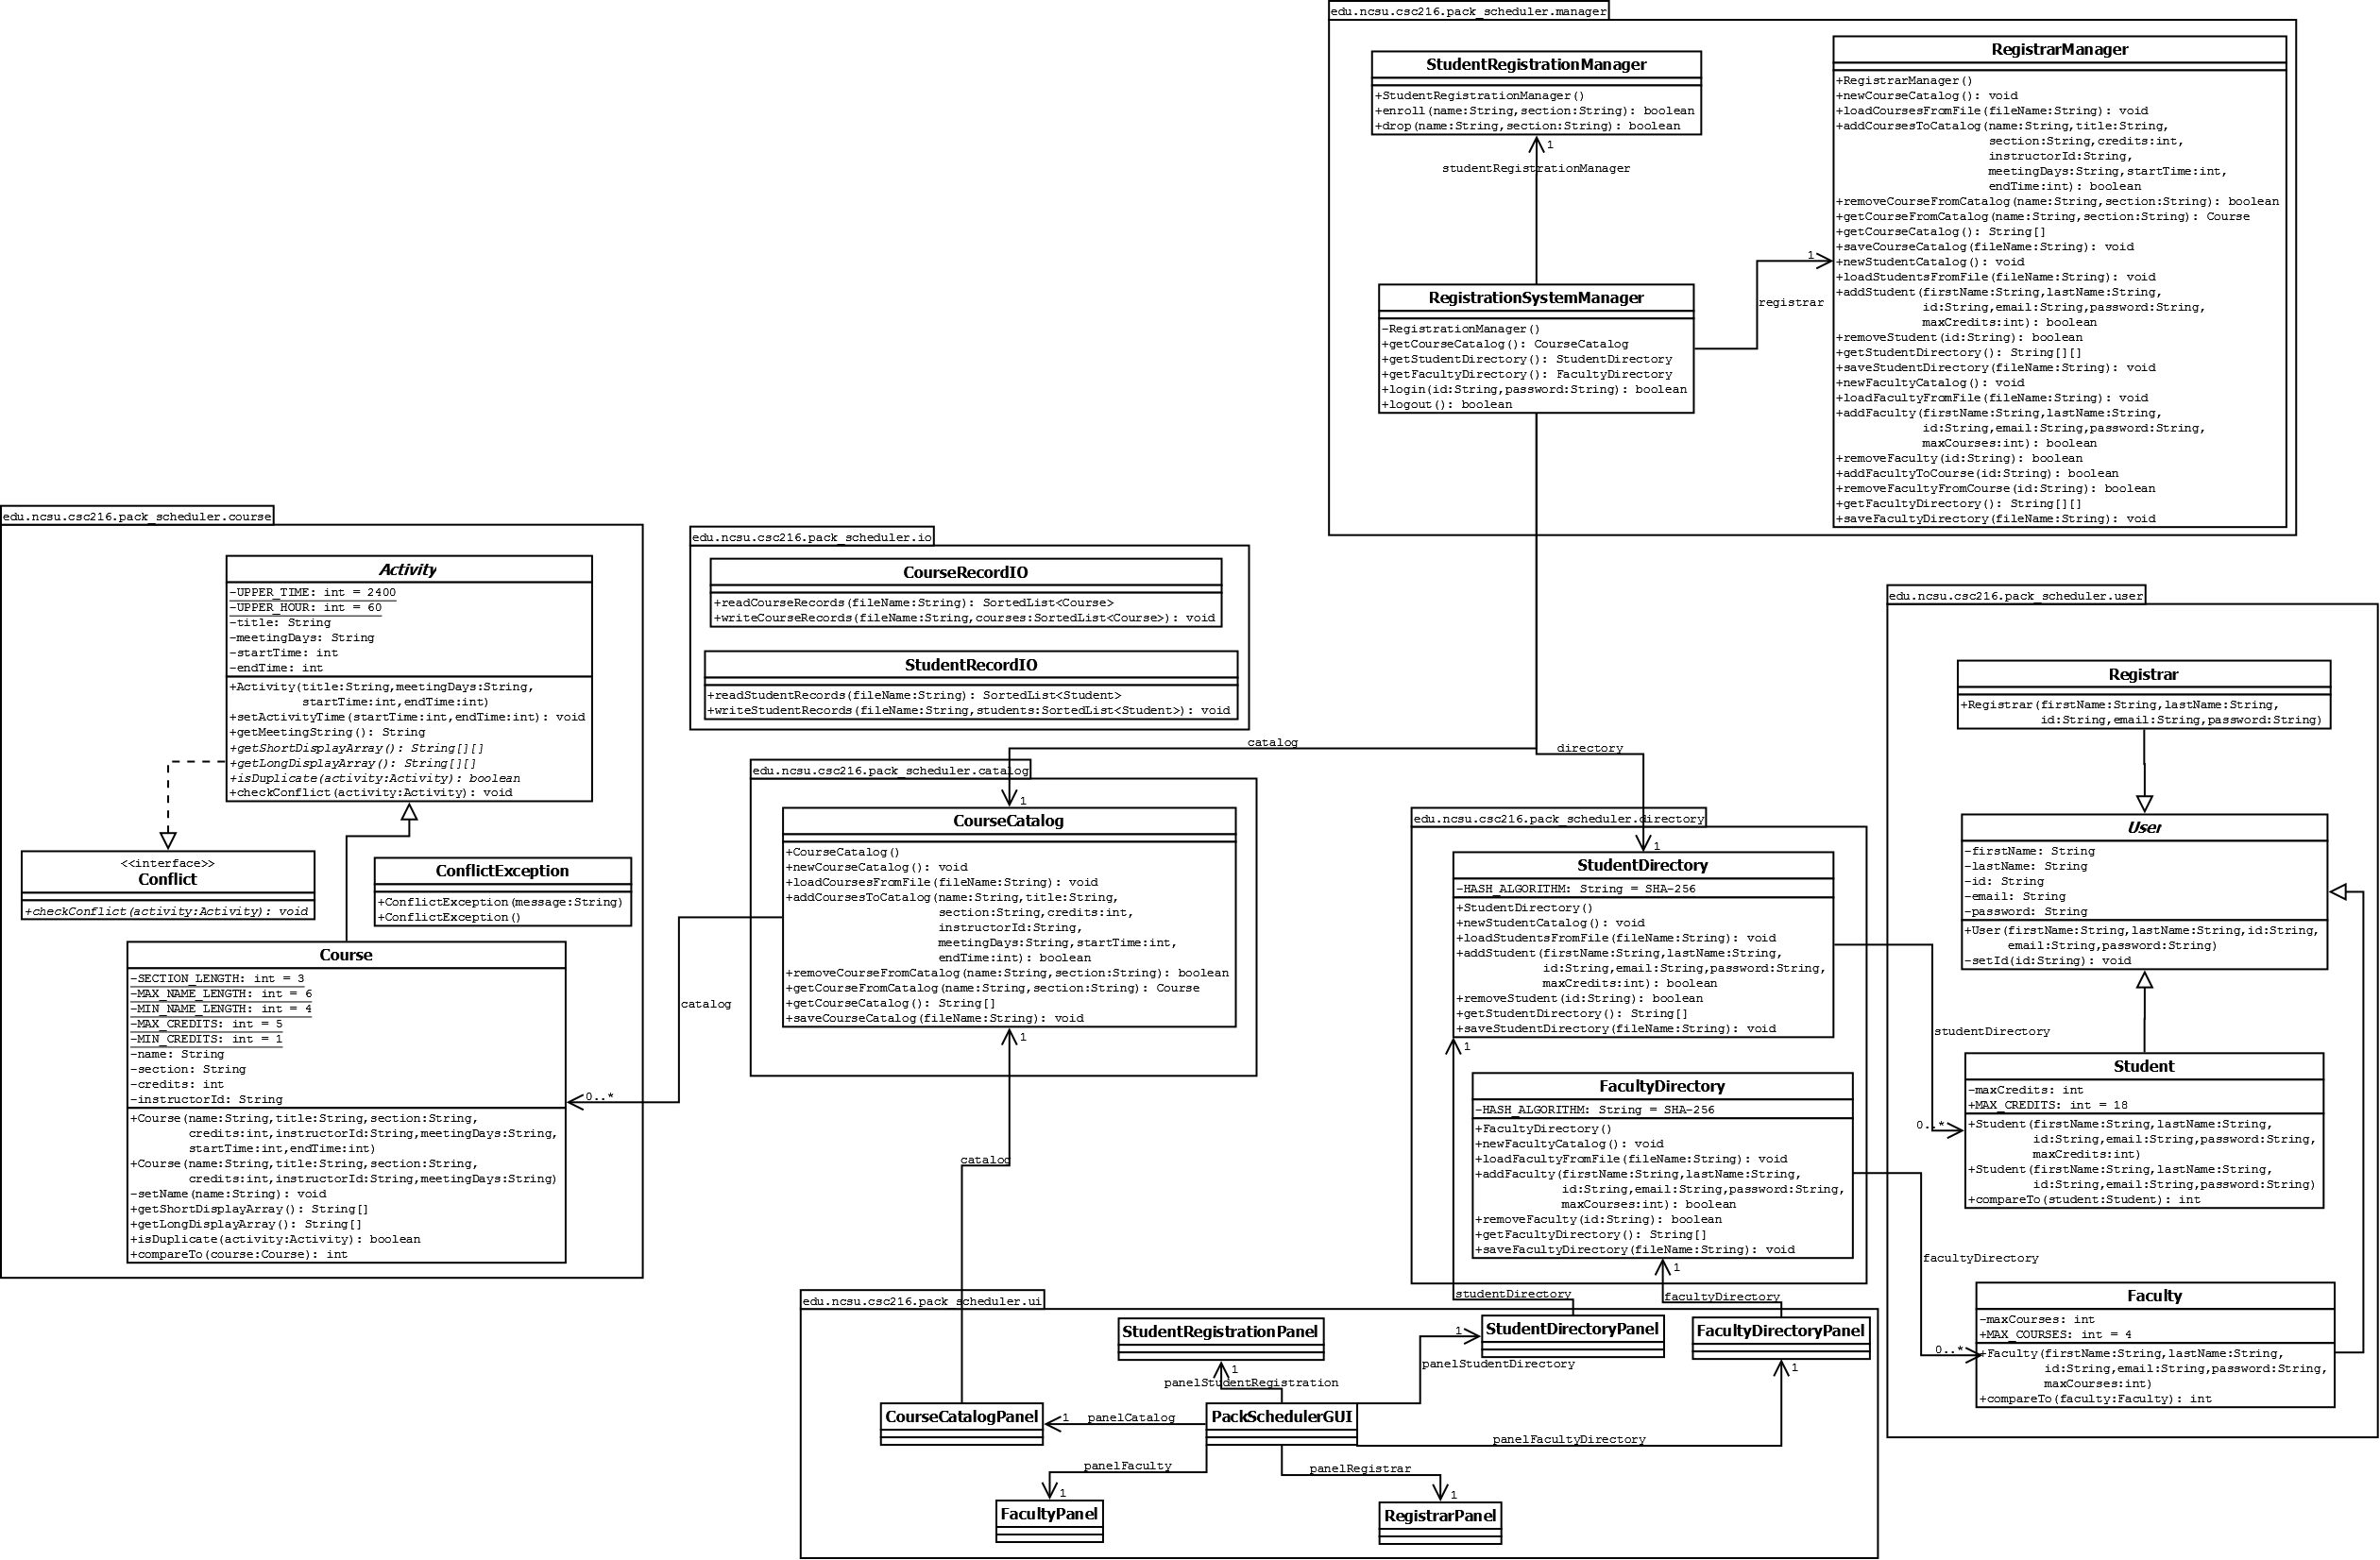 edu.ncsu.csc216.pack_scheduler.manager
StudentRegistrationManager
+StudentRegistrationManager()
+enroll(name:String,section:String): boolean
+drop(name:String,section:String): boolean
1
studentRegistrationManager
RegistrationSystemManager
-RegistrationManager()
+getCourseCatalog(): CourseCatalog
+getStudentDirectory(): StudentDirectory
+getFacultyDirectory(): FacultyDirectory
+login(id:String,password:String): boolean
+logout(): boolean
1
registrar
RegistrarManager
+RegistrarManager()
+newCourseCatalog(): void
+loadCoursesFromFile(fileName:String): void
+addCoursesToCatalog(name:String,title:String,
section:String,credits:int,
instructorId:String,
meetingDays:String,startTime:int,
endTime:int): boolean
+removeCourseFromCatalog(name:String,section:String): boolean
+getCourseFromCatalog(name:String,section:String): Course
+getCourseCatalog(): String[]
+saveCourseCatalog(fileName:String): void
+newStudentCatalog(): void
+loadStudentsFromFile(fileName:String): void
+addStudent(firstName:String,lastName:String,
id:String,email:String,password:String,
maxCredits:int): boolean
+removeStudent(id:String): boolean
+getStudentDirectory(): String[][]
+saveStudentDirectory(fileName:String): void
+newFacultyCatalog(): void
+loadFacultyFromFile(fileName:String): void
+addFaculty(firstName:String,lastName:String,
id:String,email:String,password:String,
maxCourses:int): boolean
+removeFaculty(id:String): boolean
+addFacultyToCourse(id:String): boolean
+removeFacultyFromCourse(id:String): boolean
+getFacultyDirectory(): String[][]
+saveFacultyDirectory(fileName:String): void
edu.ncsu.csc216.pack_scheduler.course
Activity
-UPPER_TIME: int = 2400
-UPPER_HOUR: int = 60
-title: String
-meetingDays: String
-startTime: int
-endTime: int
+Activity(title:String,meetingDays:String,
startTime:int,endTime:int)
+setActivityTime(startTime:int,endTime:int): void
+getMeetingString(): String
+getShortDisplayArray(): String[][]
+getLongDisplayArray(): String[][]
+isDuplicate(activity:Activity): boolean
+checkConflict(activity:Activity): void
<<interface>>
Conflict
+checkConflict(activity:Activity): void
ConflictException
+ConflictException(message:String)
+ConflictException()
Course
-SECTION_LENGTH: int = 3
-MAX_NAME_LENGTH: int = 6
-MIN_NAME_LENGTH: int = 4
-MAX_CREDITS: int = 5
-MIN_CREDITS: int = 1
-name: String
-section: String
-credits: int
-instructorId: String
+Course(name:String,title:String,section:String,
credits:int,instructorId:String,meetingDays:String,
startTime:int,endTime:int)
+Course(name:String,title:String,section:String,
credits:int,instructorId:String,meetingDays:String)
-setName(name:String): void
+getShortDisplayArray(): String[]
+getLongDisplayArray(): String[]
+isDuplicate(activity:Activity): boolean
+compareTo(course:Course): int
0..*
catalog
edu.ncsu.csc216.pack_scheduler.io
CourseRecordIO
+readCourseRecords(fileName:String): SortedList<Course>
+writeCourseRecords(fileName:String,courses:SortedList<Course>): void
StudentRecordIO
+readStudentRecords(fileName:String): SortedList<Student>
+writeStudentRecords(fileName:String,students:SortedList<Student>): void
catalog
directory
edu.ncsu.csc216.pack_scheduler.catalog
1
CourseCatalog
+CourseCatalog()
+newCourseCatalog(): void
+loadCoursesFromFile(fileName:String): void
+addCoursesToCatalog(name:String,title:String,
section:String,credits:int,
instructorId:String,
meetingDays:String,startTime:int,
endTime:int): boolean
+removeCourseFromCatalog(name:String,section:String): boolean
+getCourseFromCatalog(name:String,section:String): Course
+getCourseCatalog(): String[]
+saveCourseCatalog(fileName:String): void
1
catalog
edu.ncsu.csc216.pack_scheduler.directory
1
StudentDirectory
-HASH_ALGORITHM: String = SHA-256
+StudentDirectory()
+newStudentCatalog(): void
+loadStudentsFromFile(fileName:String): void
+addStudent(firstName:String,lastName:String,
id:String,email:String,password:String,
maxCredits:int): boolean
+removeStudent(id:String): boolean
+getStudentDirectory(): String[]
+saveStudentDirectory(fileName:String): void
1
FacultyDirectory
-HASH_ALGORITHM: String = SHA-256
+FacultyDirectory()
+newFacultyCatalog(): void
+loadFacultyFromFile(fileName:String): void
+addFaculty(firstName:String,lastName:String,
id:String,email:String,password:String,
maxCourses:int): boolean
+removeFaculty(id:String): boolean
+getFacultyDirectory(): String[]
+saveFacultyDirectory(fileName:String): void
1
studentDirectory
facultyDirectory
edu.ncsu.csc216.pack_scheduler.user
Registrar
+Registrar(firstName:String,lastName:String,
id:String,email:String,password:String)
User
-firstName: String
-lastName: String
-id: String
-email: String
-password: String
+User(firstName:String,lastName:String,id:String,
email:String,password:String)
-setId(id:String): void
studentDirectory
0..*
Student
-maxCredits: int
+MAX_CREDITS: int = 18
+Student(firstName:String,lastName:String,
id:String,email:String,password:String,
maxCredits:int)
+Student(firstName:String,lastName:String,
id:String,email:String,password:String)
+compareTo(student:Student): int
facultyDirectory
0..*
Faculty
-maxCourses: int
+MAX_COURSES: int = 4
+Faculty(firstName:String,lastName:String,
id:String,email:String,password:String,
maxCourses:int)
+compareTo(faculty:Faculty): int
edu.ncsu.csc216.pack_scheduler.ui
StudentRegistrationPanel
1
panelStudentRegistration
StudentDirectoryPanel
1
panelStudentDirectory
FacultyDirectoryPanel
1
CourseCatalogPanel
1
panelCatalog
PackSchedulerGUI
panelFacultyDirectory
panelFaculty
1
FacultyPanel
panelRegistrar
1
RegistrarPanel